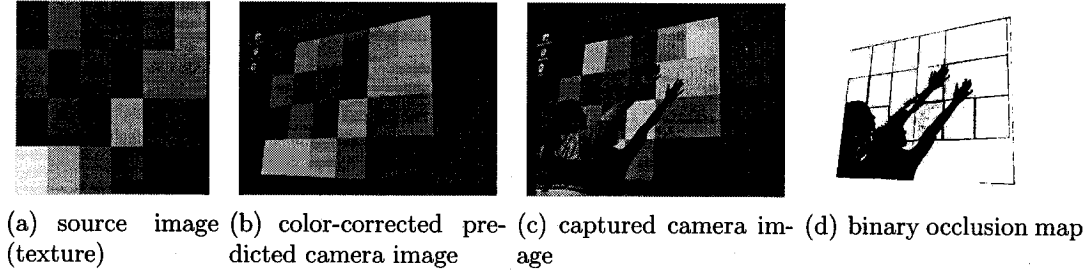 (a) source image
(texture)
(b) color-corrected pre-
dicted camera image
(c) captured camera im-
age
(d) binary occlusion map